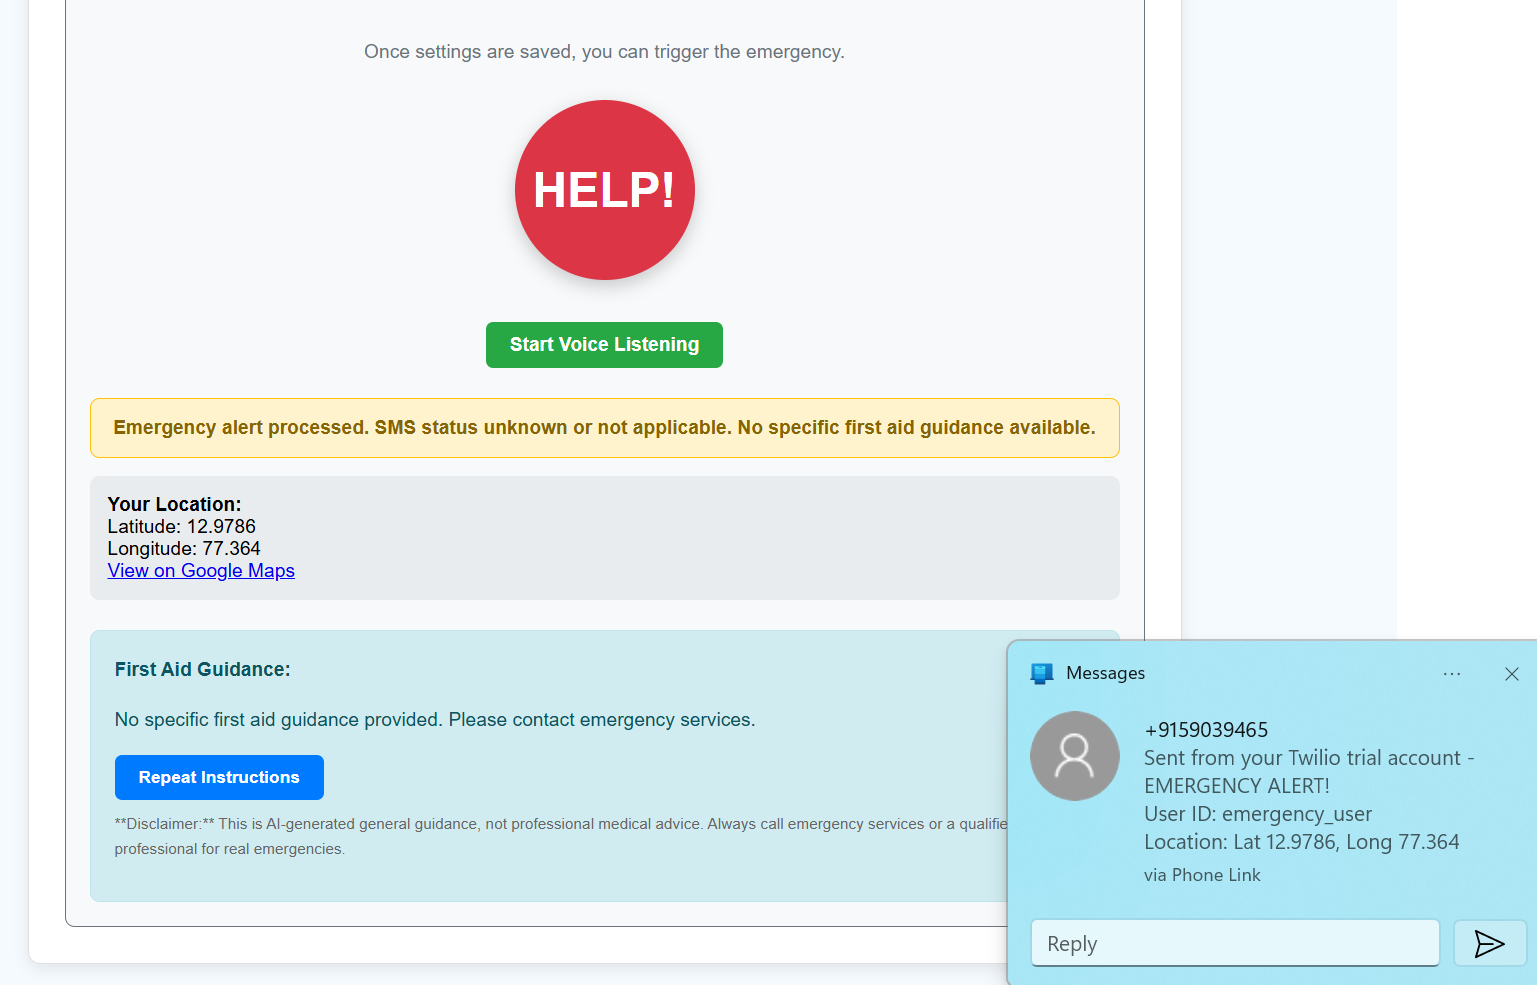 Once settings are saved, you can trigger the emergency.
HELP!
Start Voice Listening
Emergency alert processed. SMS status unknown or not applicable. No specific first aid guidance available.
Your Location:
Latitude: 12.9786
Longitude: 77.364
View on Google Maps
First Aid Guidance:
No specific first aid guidance provided. Please contact emergency services.
Repeat Instructions
**Disclaimer:** This is AI-generated general guidance, not professional medical advice. Always call emergency services or a
professional for real emergencies.
Messages
+9159039465
Sent from your Twilio trial account -
EMERGENCY ALERT!
User ID: emergency_user
Location: Lat 12.9786, Long 77.364
via Phone Link
Reply